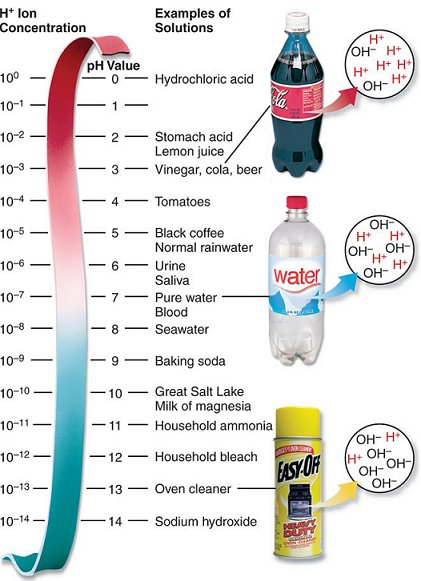 H⁺ Ion
Concentration
Examples of
Solutions
pH Value
10⁰ 0 Hydrochloric acid
10⁻¹ 1
10⁻² 2 Stomach acid
Lemon juice
10⁻³ 3 Vinegar, cola, beer
10⁻⁴ 4 Tomatoes
10⁻⁵ 5 Black coffee
Normal rainwater
10⁻⁶ 6 Urine
Saliva
10⁻⁷ 7 Pure water
Blood
10⁻⁸ 8 Seawater
10⁻⁹ 9 Baking soda
10⁻¹⁰ 10 Great Salt Lake
Milk of magnesia
10⁻¹¹ 11 Household ammonia
10⁻¹² 12 Household bleach
10⁻¹³ 13 Oven cleaner
10⁻¹⁴ 14 Sodium hydroxide
H⁺
OH⁻ H⁺
H⁺ H⁺
H⁺ H⁺
OH⁻
water
OH⁻
H⁺ H⁺
OH⁻ OH⁻
H⁺ H⁺
OH⁻
EASY-OFF
HEAVY
DUTY
OVEN CLEANER
OH⁻ H⁺
OH⁻
H⁺ OH⁻
OH⁻
OH⁻